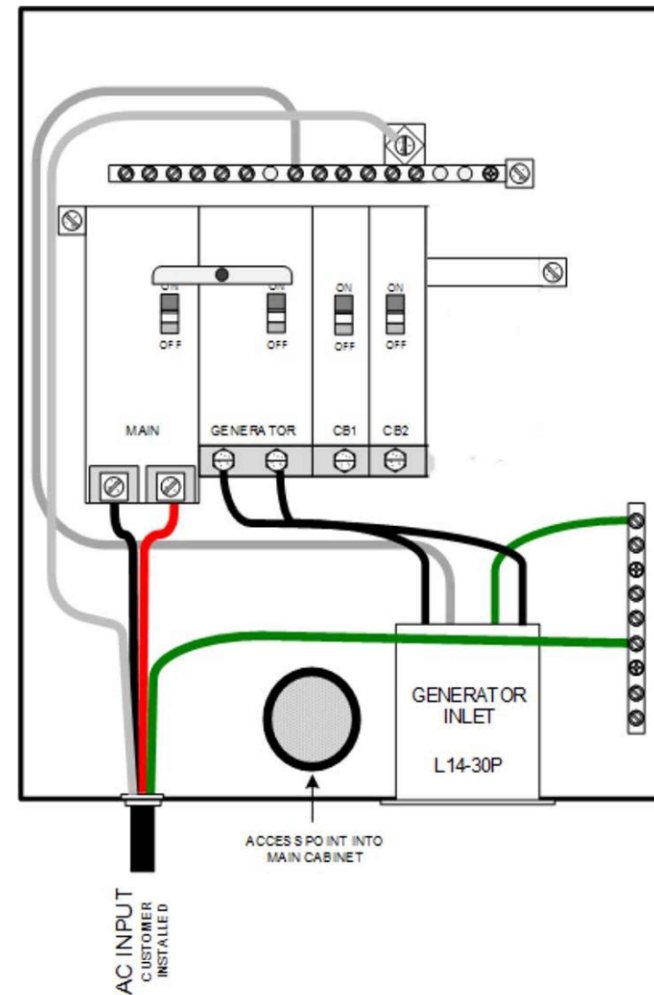 ON
ON
ON
ON
OFF
OFF
OFF
OFF
MAIN
GENERATOR
CB1
CB2
GENERATOR
INLET
L14-30P
ACCESS POINT INTO
MAIN CABINET
AC INPUT
CUSTOMER
INSTALLED